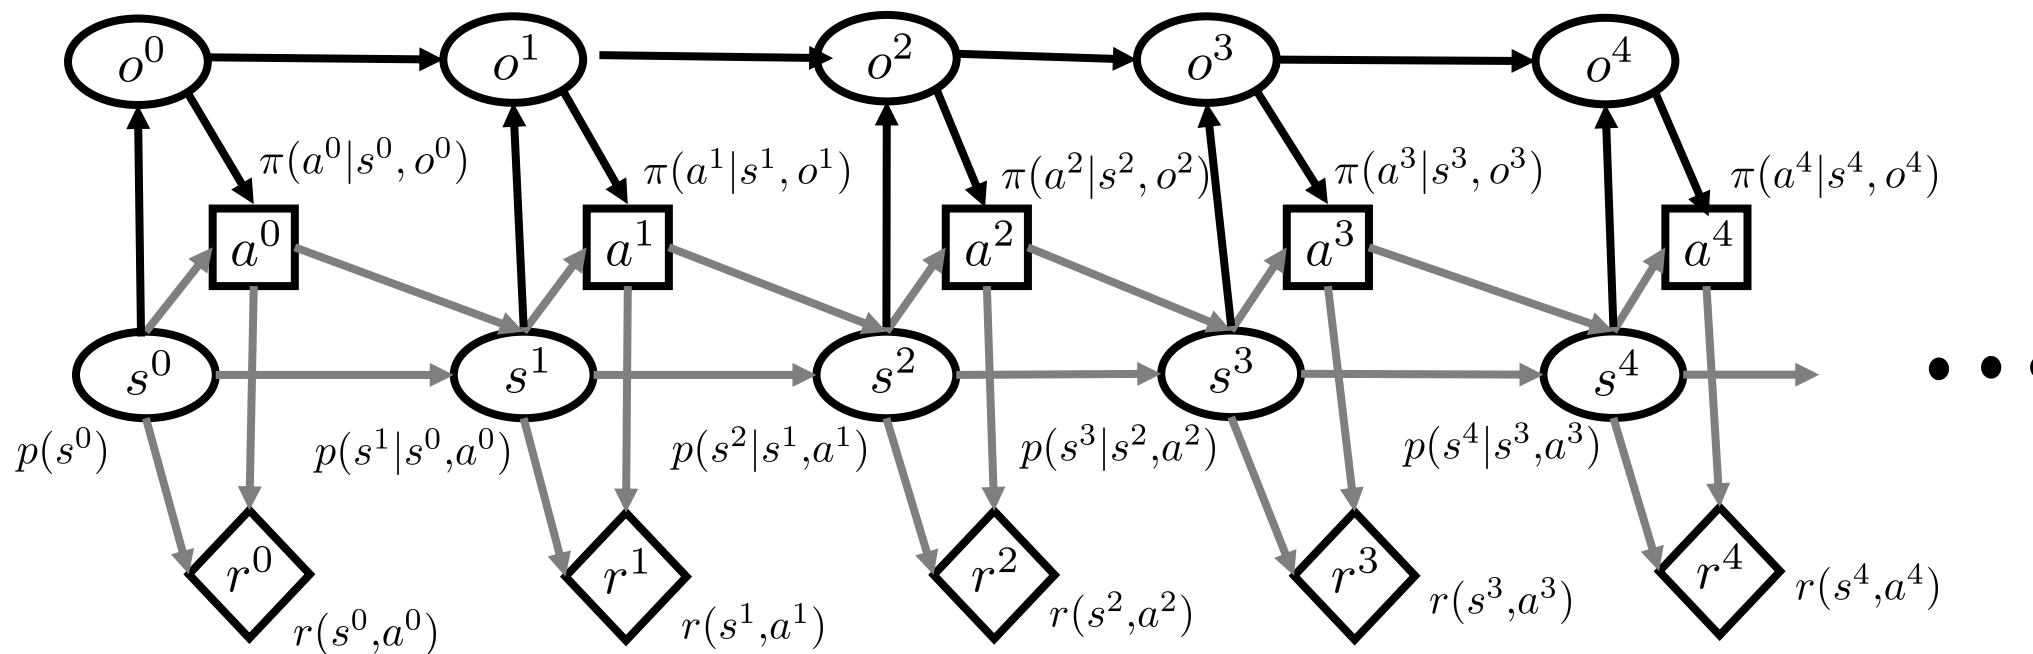 o^0 o^1 o^2 o^3 o^4
π(a^0|s^0, o^0) π(a^1|s^1, o^1) π(a^2|s^2, o^2) π(a^3|s^3, o^3) π(a^4|s^4, o^4)
a^0 a^1 a^2 a^3 a^4
s^0 s^1 s^2 s^3 s^4 • • •
p(s^0) p(s^1|s^0,a^0) p(s^2|s^1,a^1) p(s^3|s^2,a^2) p(s^4|s^3,a^3)
r^0 r^1 r^2 r^3 r^4
r(s^0,a^0) r(s^1,a^1) r(s^2,a^2) r(s^3,a^3) r(s^4,a^4)